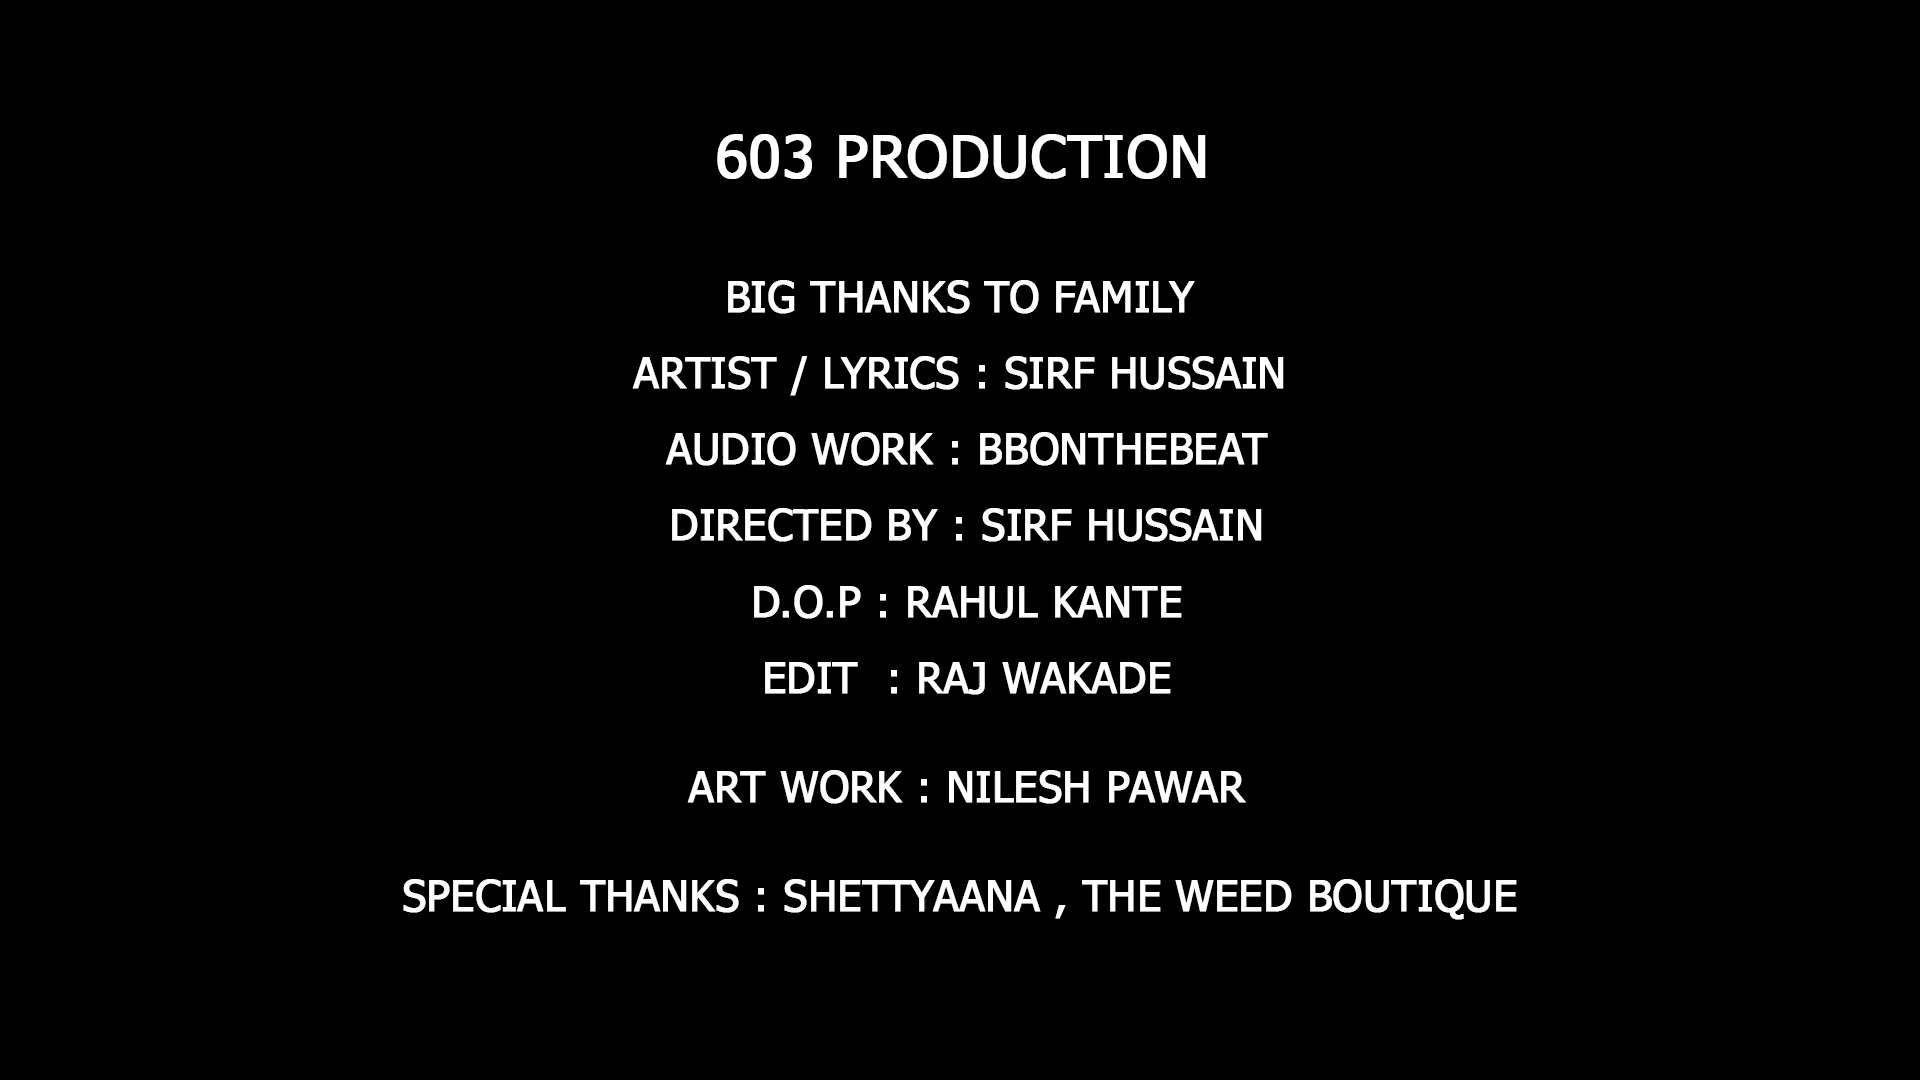 603 PRODUCTION
BIG THANKS TO FAMILY
ARTIST / LYRICS : SIRF HUSSAIN
AUDIO WORK : BBONTHEBEAT
DIRECTED BY : SIRF HUSSAIN
D.O.P : RAHUL KANTE
EDIT  : RAJ WAKADE
ART WORK : NILESH PAWAR
SPECIAL THANKS : SHETTYAANA , THE WEED BOUTIQUE